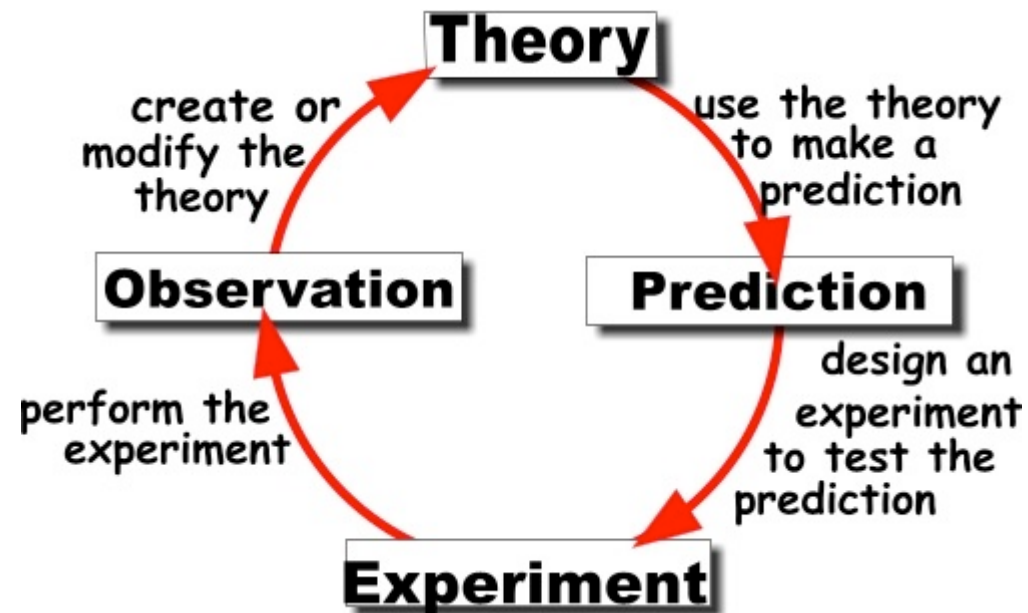 Theory
use the theory
to make a
prediction
Prediction
design an
experiment
to test the
prediction
Experiment
perform the
experiment
Observation
create or
modify the
theory